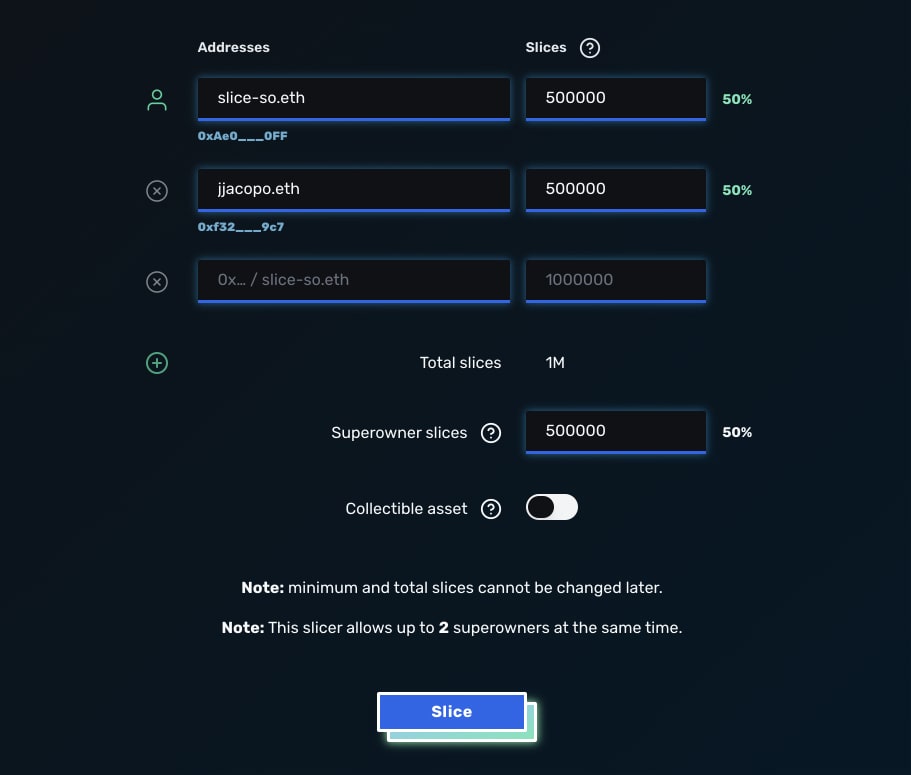 Addresses Slices ?
slice-so.eth 500000 50%
0xAe0___0FF
jjacopo.eth 500000 50%
0xf32___9c7
0x… / slice-so.eth 1000000
Total slices 1M
Superowner slices ? 500000 50%
Collectible asset ?
Note: minimum and total slices cannot be changed later.
Note: This slicer allows up to 2 superowners at the same time.
Slice